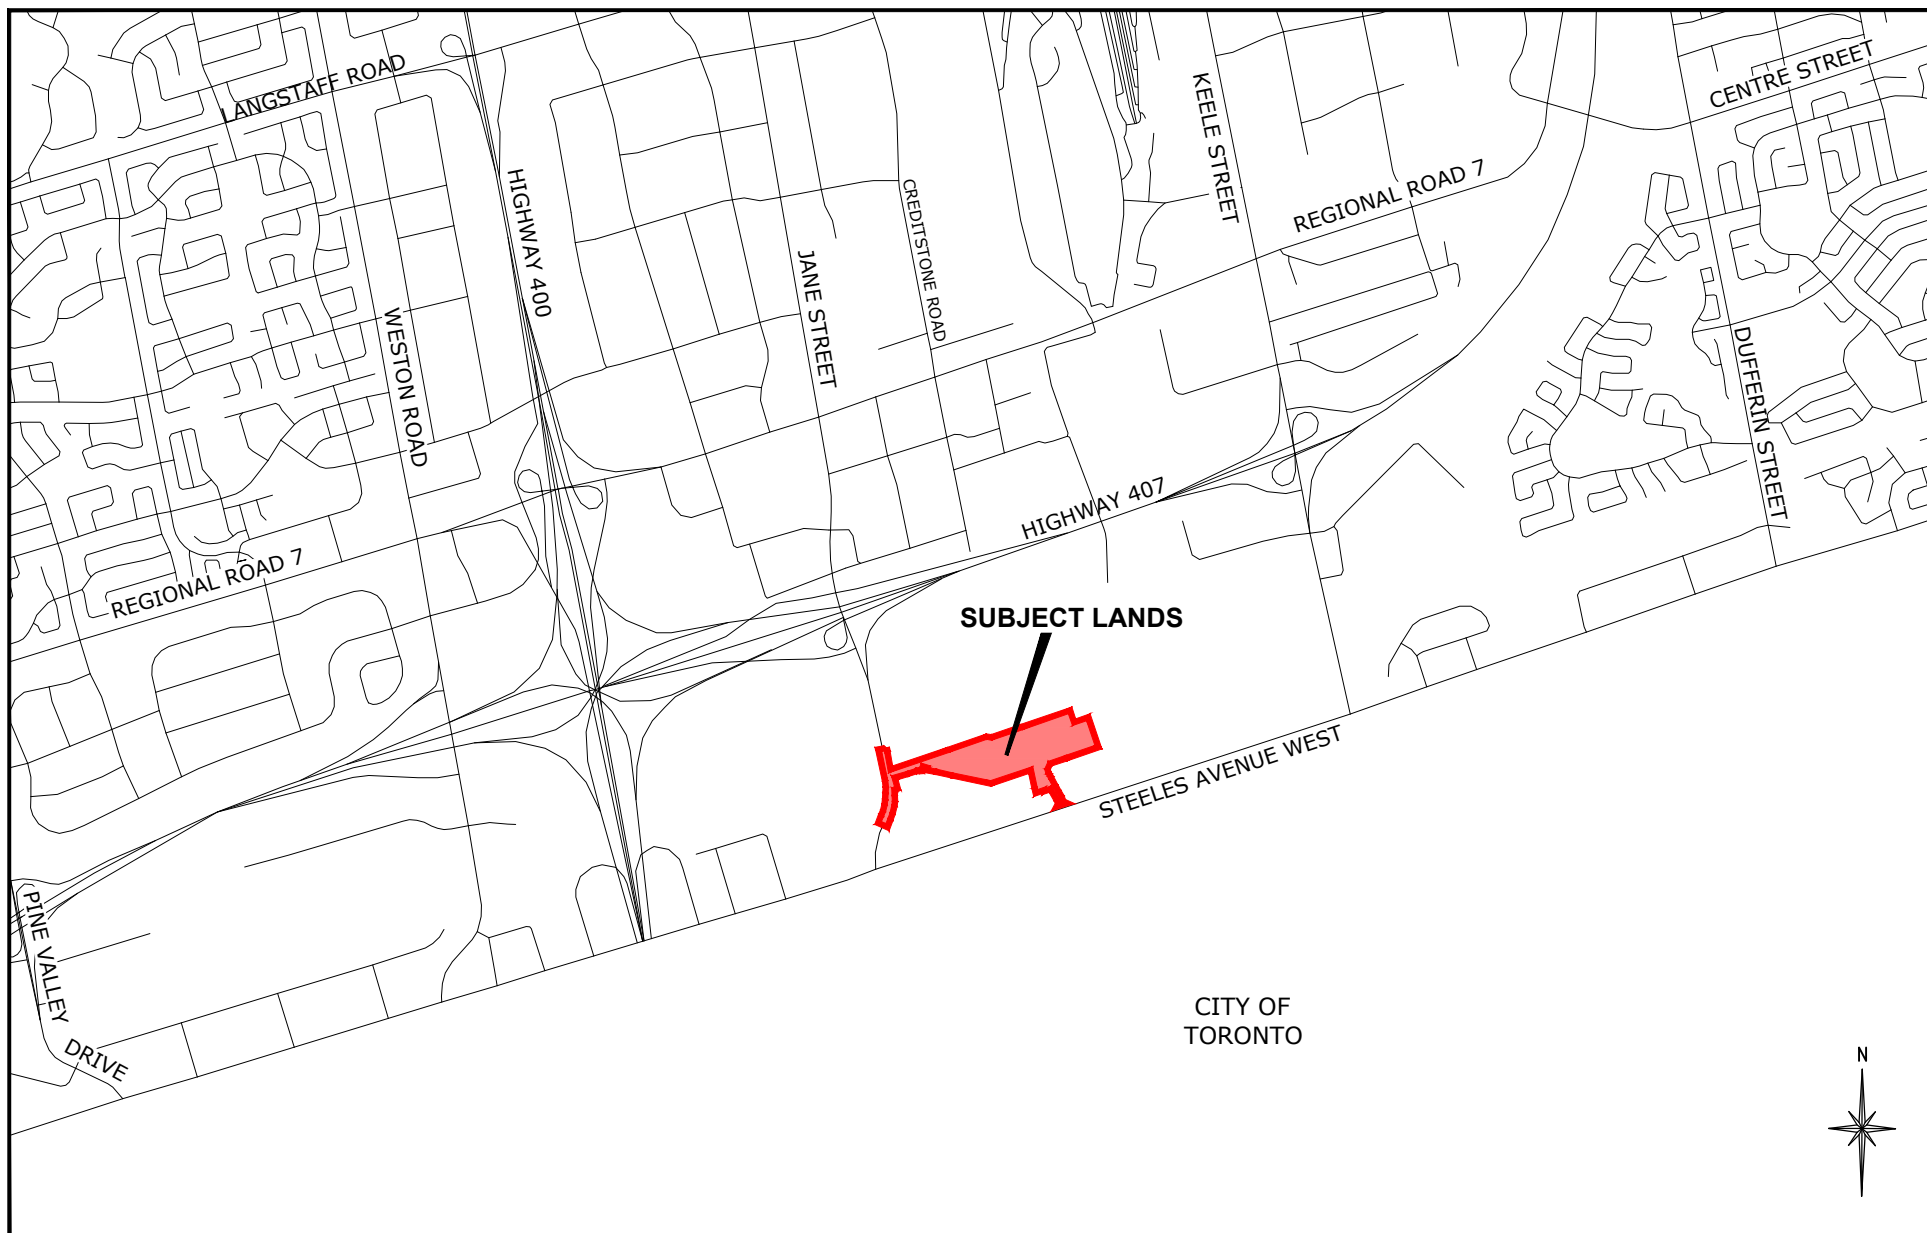 LANGSTAFF ROAD
CENTRE STREET
KEELE STREET
REGIONAL ROAD 7
HIGHWAY 400
CREDITSTONE ROAD
JANE STREET
WESTON ROAD
DUFFERIN STREET
HIGHWAY 407
REGIONAL ROAD 7
SUBJECT LANDS
STEELES AVENUE WEST
PINE VALLEY
DRIVE
CITY OF
TORONTO
N